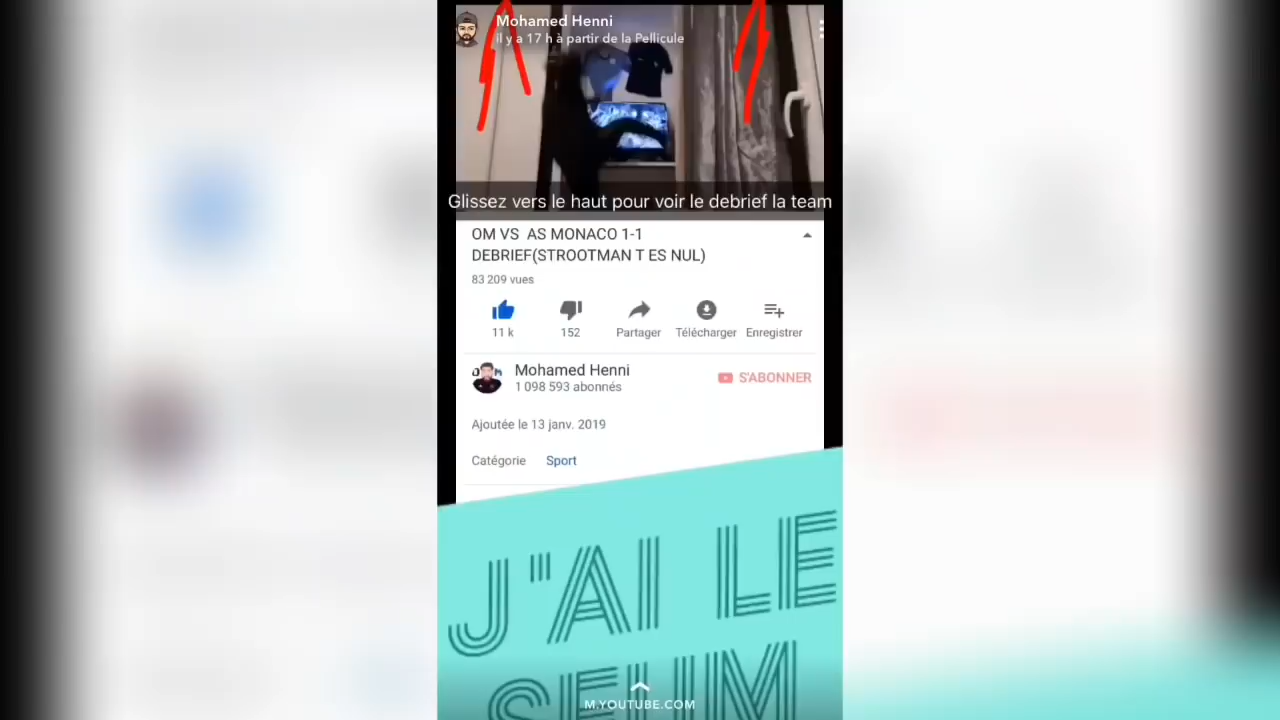 Mohamed Henni
il y a 17 h à partir de la Pellicule
Glissez vers le haut pour voir le debrief la team
OM VS AS MONACO 1-1
DEBRIEF(STROOTMAN T ES NUL)
83 209 vues
11 k
152
Partager
Télécharger
Enregistrer
Mohamed Henni
1 098 593 abonnés
S'ABONNER
Ajoutée le 13 janv. 2019
Catégorie Sport
J'AI LE
SEUM
M.YOUTUBE.COM